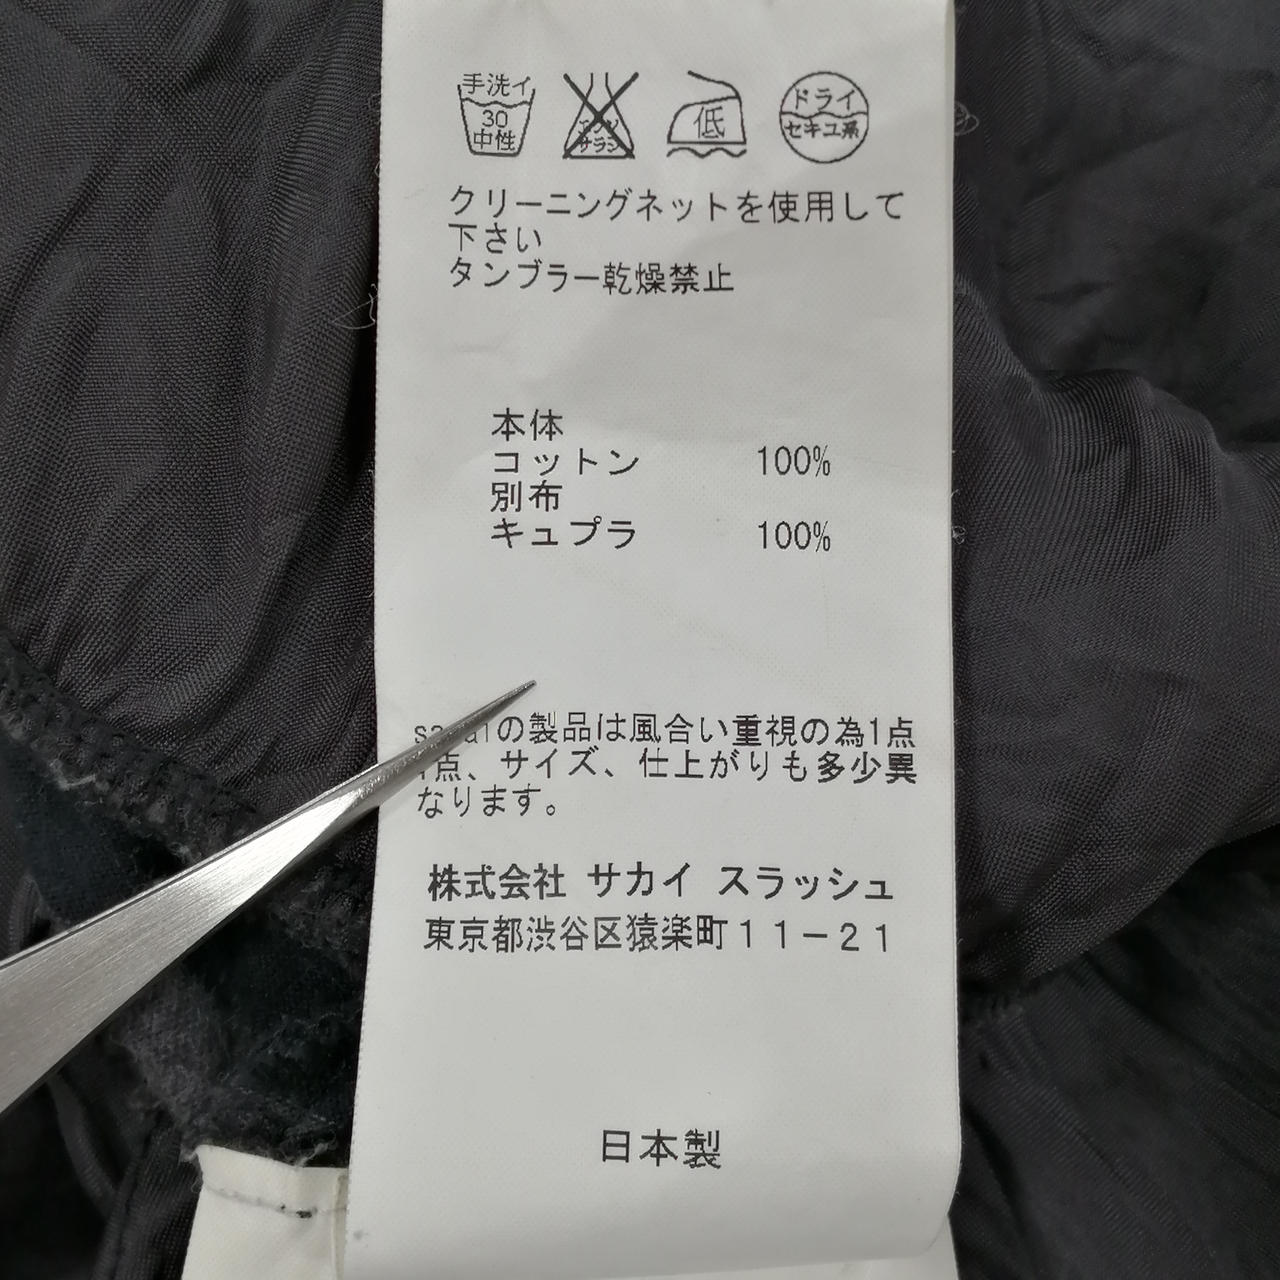 手洗イ
30
中性
低
ドライ
セキユ系
クリーニングネットを使用して
下さい
タンブラー乾燥禁止
本体
コットン 100%
別布
キュプラ 100%
の製品は風合い重視の為1点
点、サイズ、仕上がりも多少異
なります。
株式会社 サカイ スラッシュ
東京都渋谷区猿楽町11-21
日本製